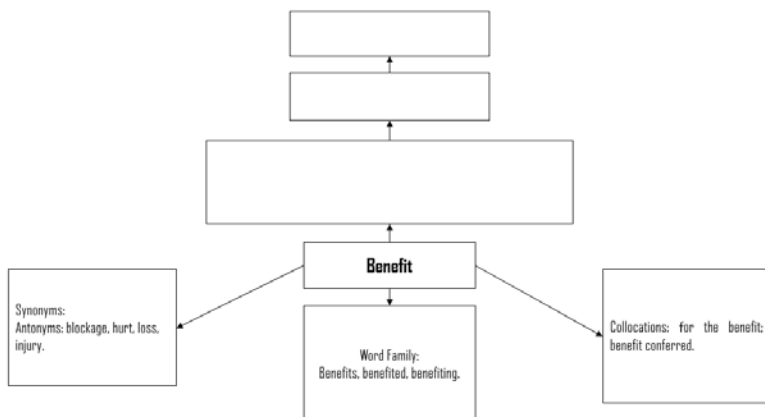 Benefit
Synonyms:
Antonyms: blockage, hurt, loss,
injury.
Word Family:
Benefits, benefited, benefiting.
Collocations: for the benefit;
benefit conferred.